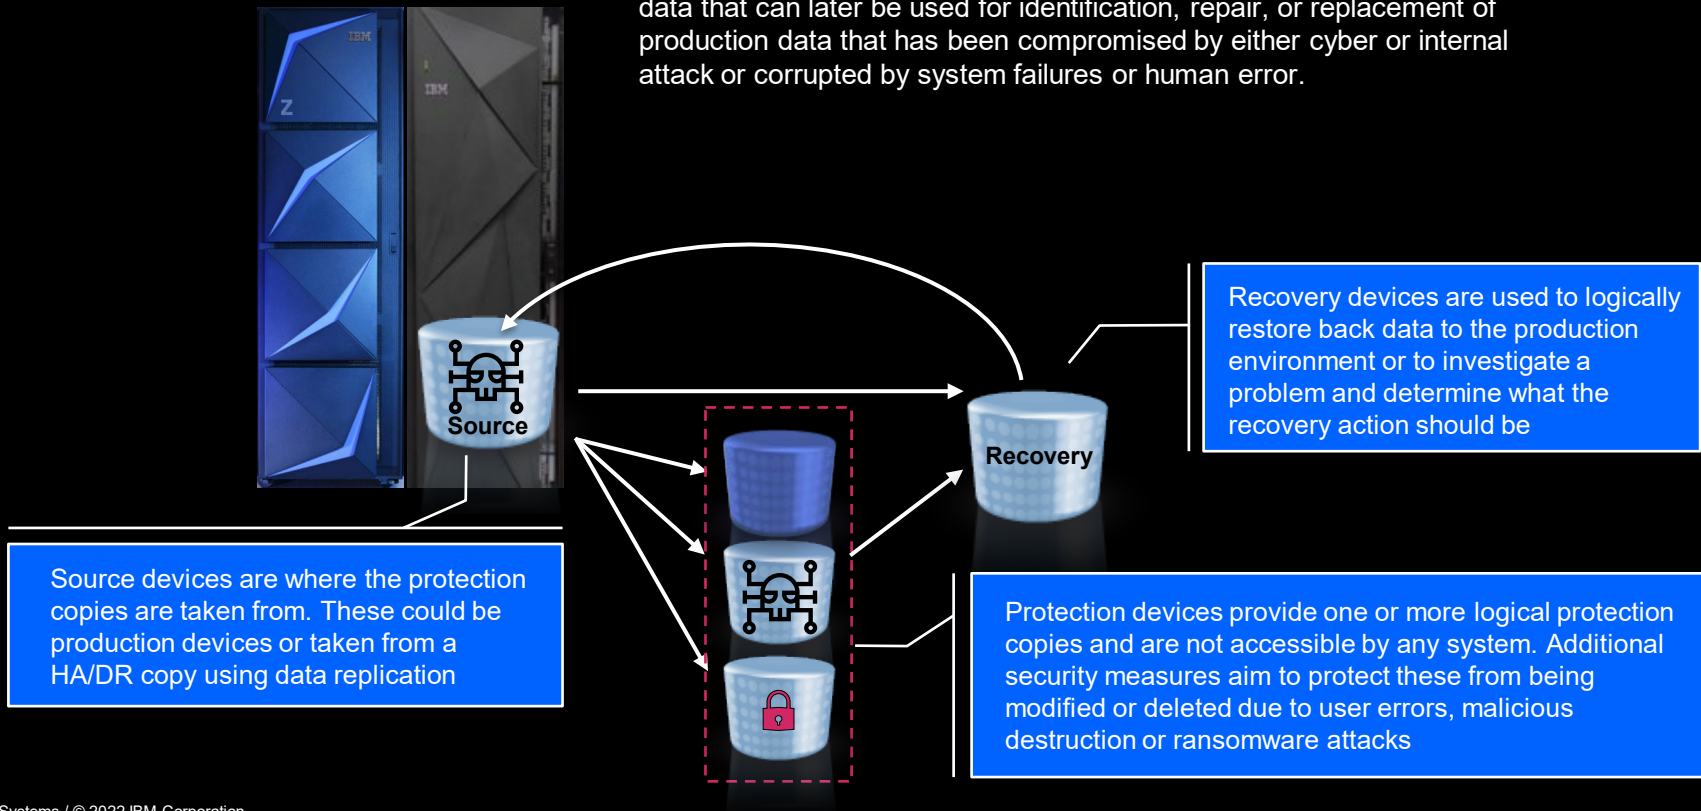 data that can later be used for identification, repair, or replacement of
production data that has been compromised by either cyber or internal
attack or corrupted by system failures or human error.
IBM
IBM
Z
Source
Recovery devices are used to logically
restore back data to the production
environment or to investigate a
problem and determine what the
recovery action should be
Recovery
Source devices are where the protection
copies are taken from. These could be
production devices or taken from a
HA/DR copy using data replication
Protection devices provide one or more logical protection
copies and are not accessible by any system. Additional
security measures aim to protect these from being
modified or deleted due to user errors, malicious
destruction or ransomware attacks
Systems / © 2022 IBM Corporation